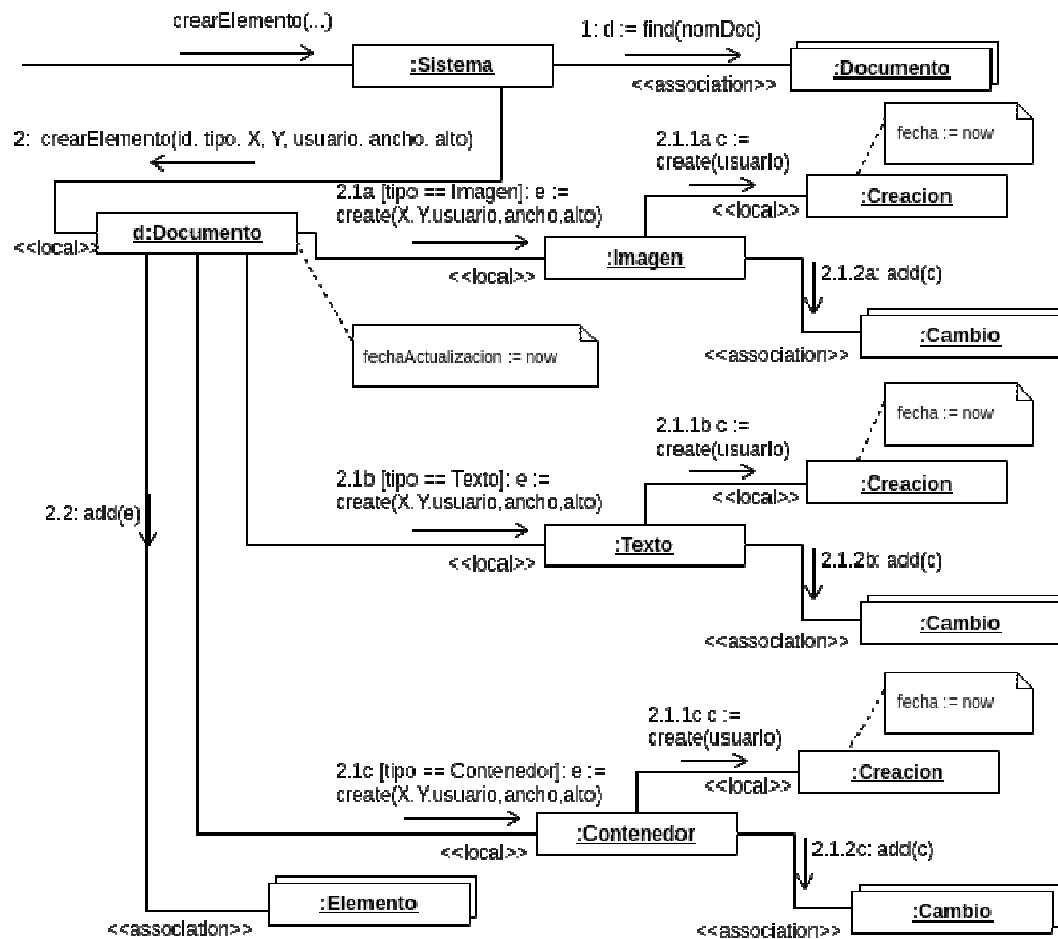 crearElemento(...)
1: d := find(nomDoc)
:Sistema
:Documento
<<association>>
2: crearElemento(id. tipo. X, Y, usuario. ancho. alto)
2.1.1a c :=
create(usuario)
fecha := now
2.1a [tipo == Imagen]: e :=
create(X. Y.usuario,ancho,alto)
:Creacion
<<local>>
d:Documento
<<local>>
:Imagen
<<local>>
2.1.2a: add(c)
:Cambio
<<association>>
fechaActualizacion := now
fecha := now
2.1.1b c :=
create(usuario)
2.1b [tipo == Texto]: e :=
create(X. Y.usuario,ancho,alto)
:Creacion
<<local>>
2.2: add(e)
:Texto
<<local>>
2.1.2b: add(c)
:Cambio
<<association>>
fecha := now
2.1.1c c :=
create(usuario)
2.1c [tipo == Contenedor]: e :=
create(X. Y.usuario,ancho,alto)
:Creacion
<<local>>
:Contenedor
<<local>>
2.1.2c: add(c)
:Elemento
<<association>>
:Cambio
<<association>>